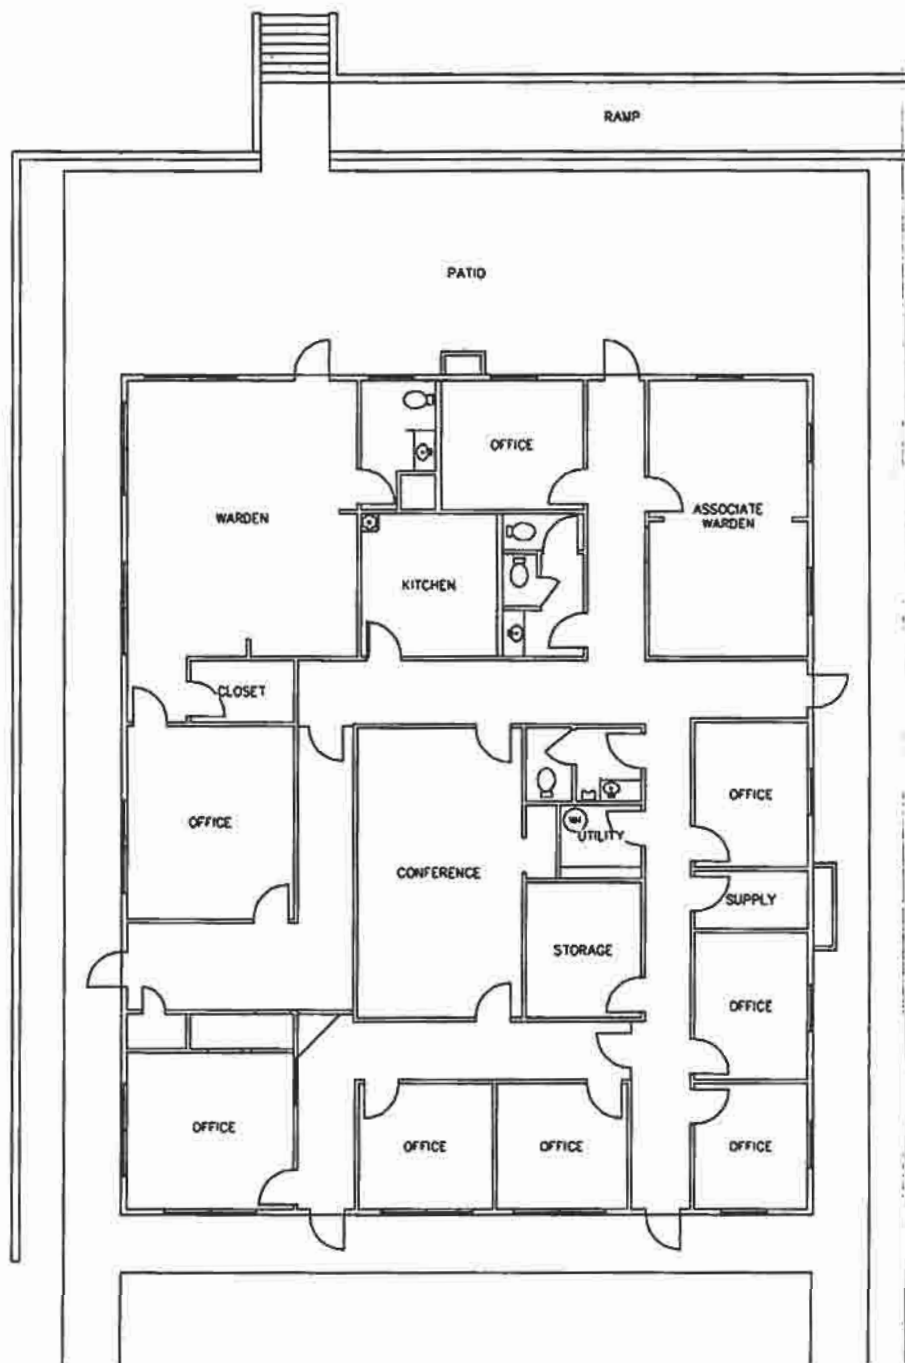 RAMP
PATIO
OFFICE
WARDEN
ASSOCIATE
WARDEN
KITCHEN
CLOSET
OFFICE
OFFICE
UTILITY
CONFERENCE
SUPPLY
STORAGE
OFFICE
OFFICE
OFFICE
OFFICE
OFFICE